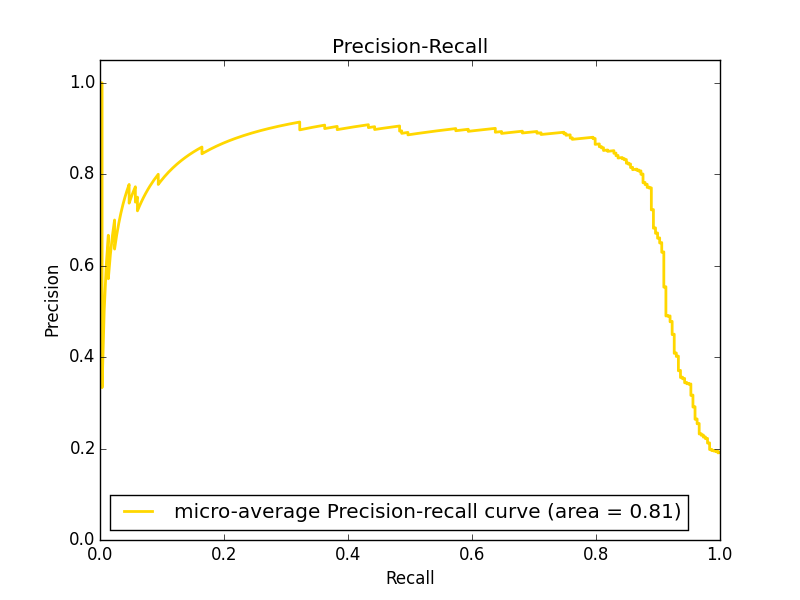 Precision-Recall
1.0
0.8
0.6
0.4
0.2
0.0
Precision
micro-average Precision-recall curve (area = 0.81)
0.0 0.2 0.4 0.6 0.8 1.0
Recall